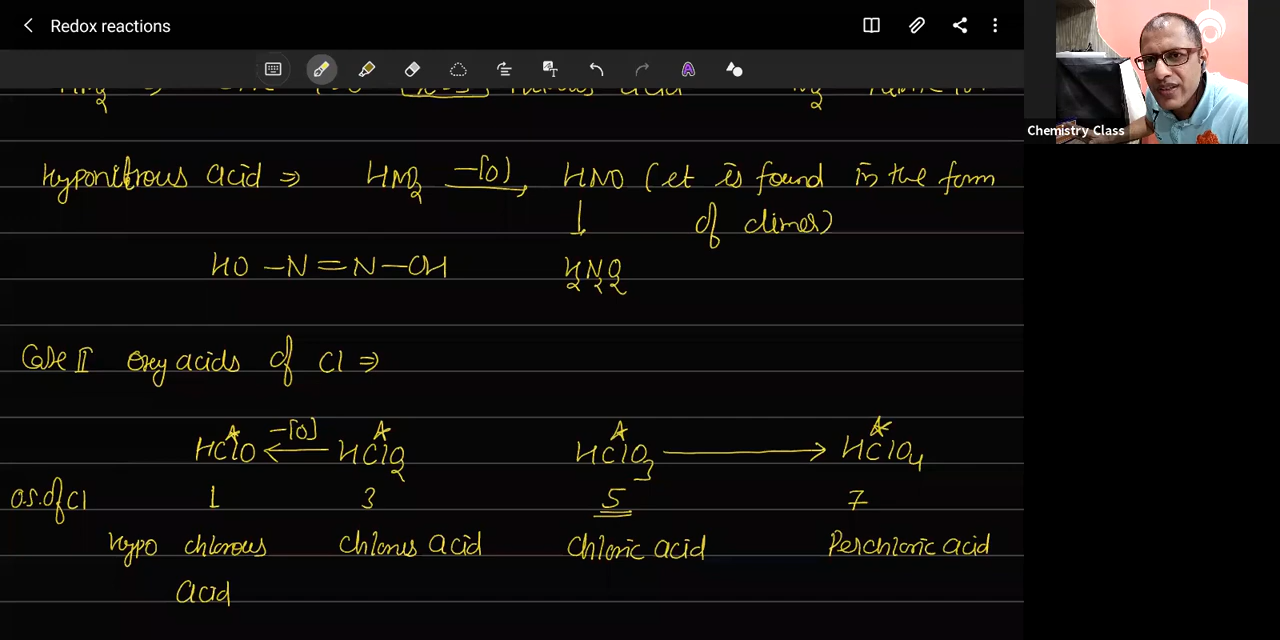 Redox reactions
Chemistry Class
Hyponitrous acid ⇒ HNO2 –[O] HNO (et is found in the form
of dimer)
HO – N = N – OH H2N2O2
Case II Oxy acids of Cl ⇒
HClO –[O] HClO2 HClO3 → HClO4
O.S. of Cl 1 3 5 7
hypo chlorous Chlorus acid Chloric acid Perchloric acid
acid